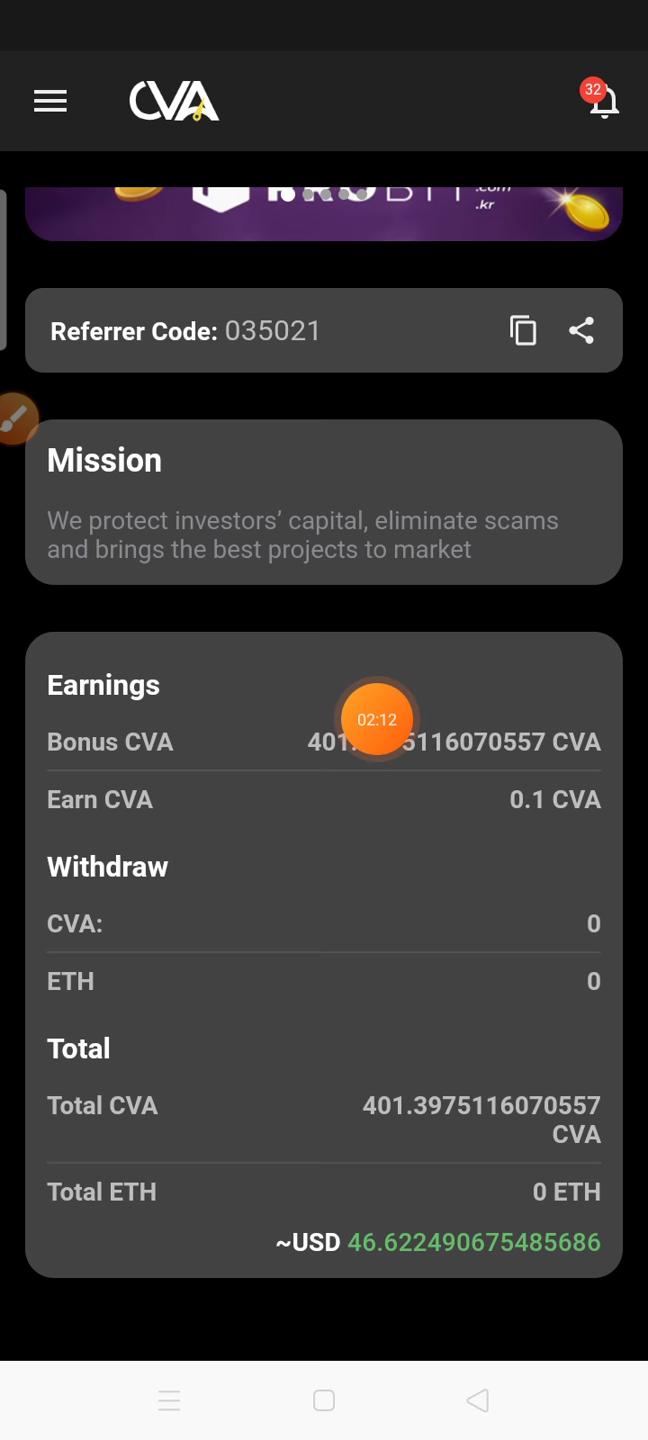 CVA
32
.kr
Referrer Code: 035021
Mission
We protect investors’ capital, eliminate scams
and brings the best projects to market
Earnings
02:12
Bonus CVA 401. 5116070557 CVA
Earn CVA 0.1 CVA
Withdraw
CVA: 0
ETH 0
Total
Total CVA 401.3975116070557
CVA
Total ETH 0 ETH
~USD 46.622490675485686